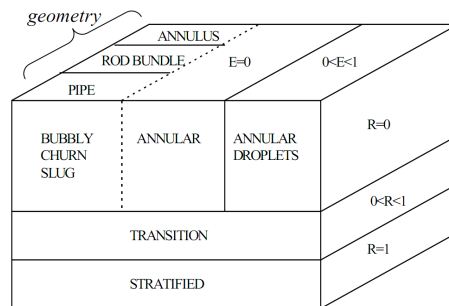 geometry
ANNULUS
ROD BUNDLE
E=0
0<E<1
PIPE
BUBBLY
CHURN
SLUG
ANNULAR
ANNULAR
DROPLETS
R=0
0<R<1
TRANSITION
R=1
STRATIFIED